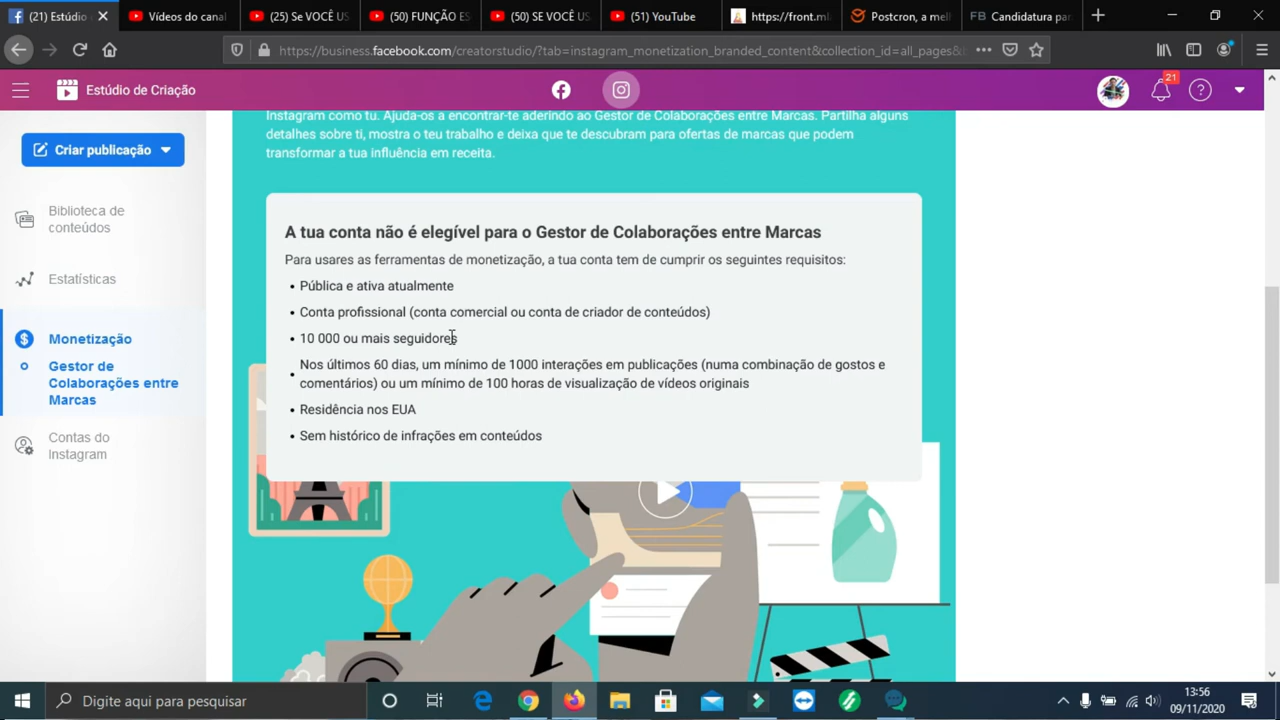 (21) Estúdio d
Vídeos do canal
(25) Se VOCÊ US
(50) FUNÇÃO ES
(50) SE VOCÊ US
(51) YouTube
https://front.ml
Postcron, a mel
FB Candidatura par
https://business.facebook.com/creatorstudio/?tab=instagram_monetization_branded_content&collection_id=all_pages&
Estúdio de Criação
21
Criar publicação
Biblioteca de
conteúdos
Estatísticas
Monetização
Gestor de
Colaborações entre
Marcas
Contas do
Instagram
Instagram como tu. Ajuda-os a encontrar-te aderindo ao Gestor de Colaborações entre Marcas. Partilha alguns
detalhes sobre ti, mostra o teu trabalho e deixa que te descubram para ofertas de marcas que podem
transformar a tua influência em receita.
A tua conta não é elegível para o Gestor de Colaborações entre Marcas
Para usares as ferramentas de monetização, a tua conta tem de cumprir os seguintes requisitos:
• Pública e ativa atualmente
• Conta profissional (conta comercial ou conta de criador de conteúdos)
• 10 000 ou mais seguidores
• Nos últimos 60 dias, um mínimo de 1000 interações em publicações (numa combinação de gostos e
comentários) ou um mínimo de 100 horas de visualização de vídeos originais
• Residência nos EUA
• Sem histórico de infrações em conteúdos
Digite aqui para pesquisar
13:56
09/11/2020